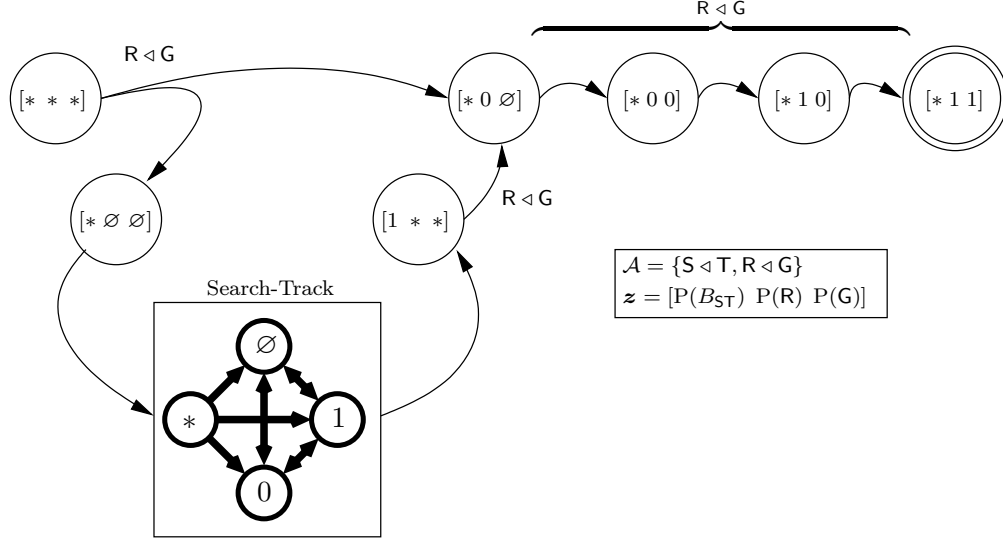 R ◃ G
R ◃ G
[∗ ∗ ∗]
[∗ 0 ∅]
[∗ 0 0]
[∗ 1 0]
[∗ 1 1]
[∗ ∅ ∅]
[1 ∗ ∗]
R ◃ G
𝒜 = {S ◃ T, R ◃ G}
𝒛 = [P(B_ST) P(R) P(G)]
Search-Track
∅
∗
1
0